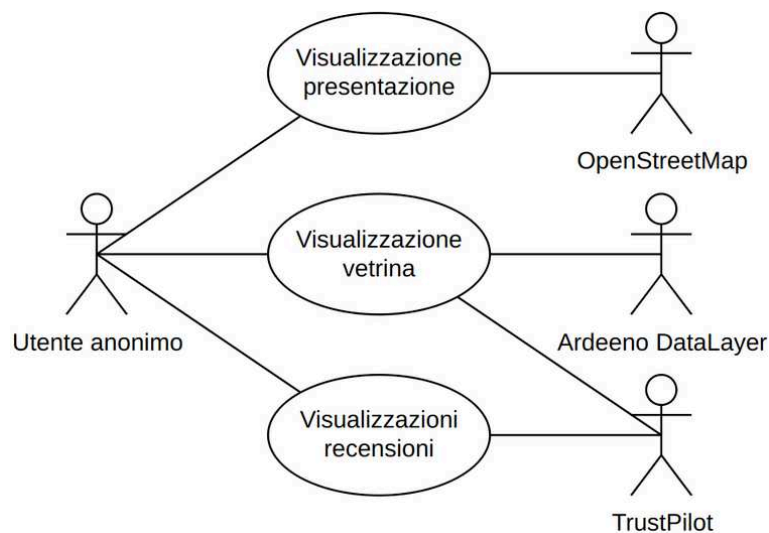 Visualizzazione
presentazione
OpenStreetMap
Visualizzazione
vetrina
Utente anonimo
Ardeeno DataLayer
Visualizzazioni
recensioni
TrustPilot